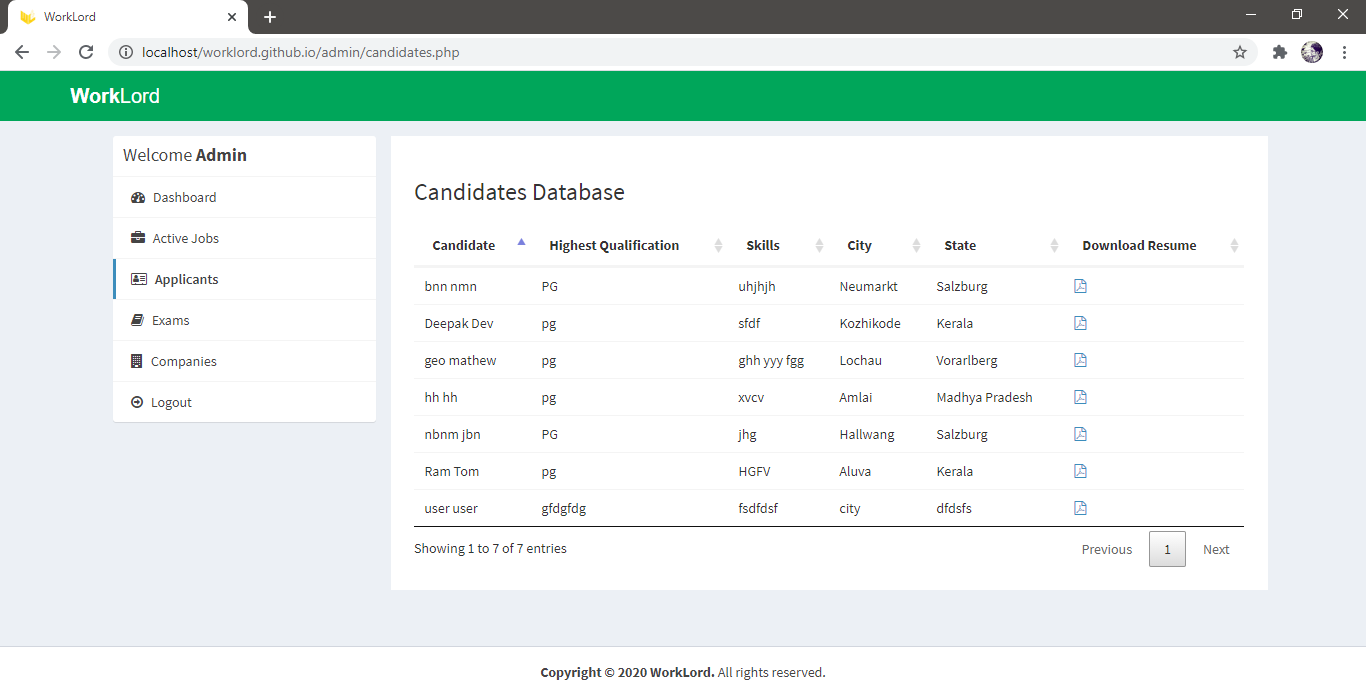 WorkLord
localhost/worklord.github.io/admin/candidates.php
WorkLord
Welcome Admin
Dashboard
Active Jobs
Applicants
Exams
Companies
Logout
Candidates Database
Candidate Highest Qualification Skills City State Download Resume
bnn nmn PG uhjhjh Neumarkt Salzburg
Deepak Dev pg sfdf Kozhikode Kerala
geo mathew pg ghh yyy fgg Lochau Vorarlberg
hh hh pg xvcv Amlai Madhya Pradesh
nbnm jbn PG jhg Hallwang Salzburg
Ram Tom pg HGFV Aluva Kerala
user user gfdgfdg fsdfdsf city dfdsfs
Showing 1 to 7 of 7 entries Previous 1 Next
Copyright © 2020 WorkLord. All rights reserved.